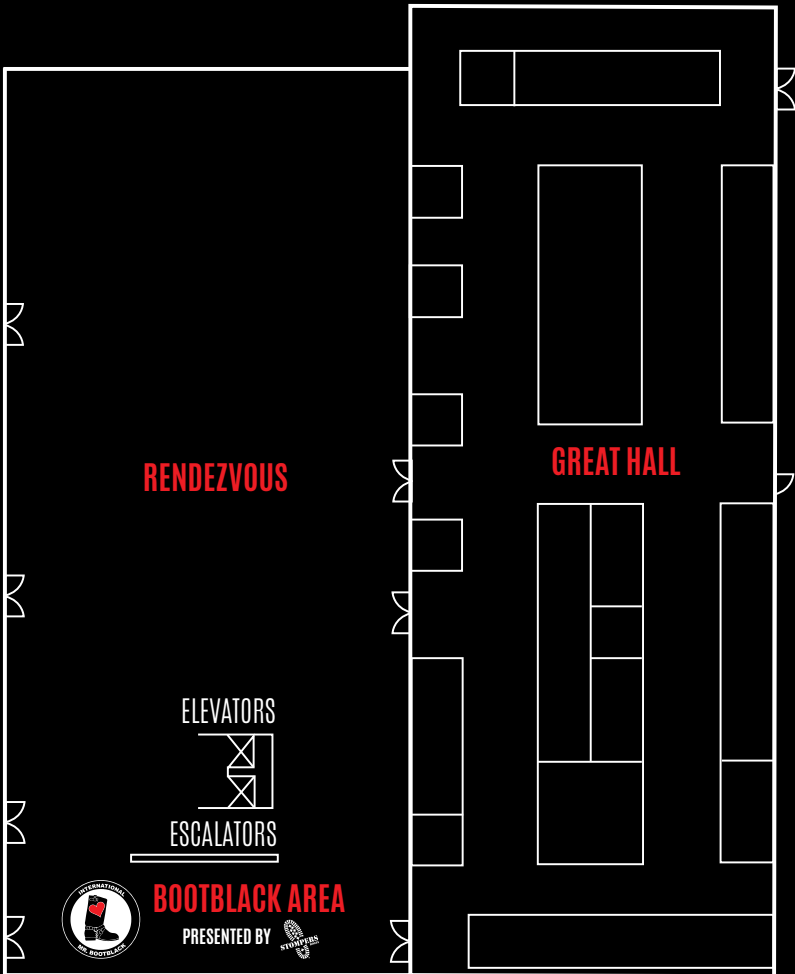 RENDEZVOUS
GREAT HALL
ELEVATORS
ESCALATORS
INTERNATIONAL
MR. BOOTBLACK
BOOTBLACK AREA
PRESENTED BY
STOMPERS